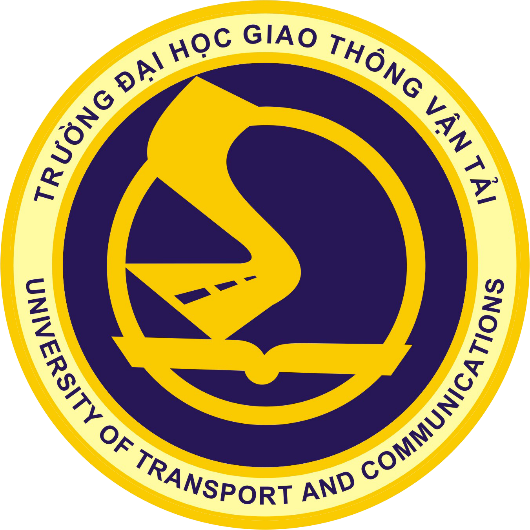 TRƯỜNG ĐẠI HỌC GIAO THÔNG VẬN TẢI
UNIVERSITY OF TRANSPORT AND COMMUNICATIONS